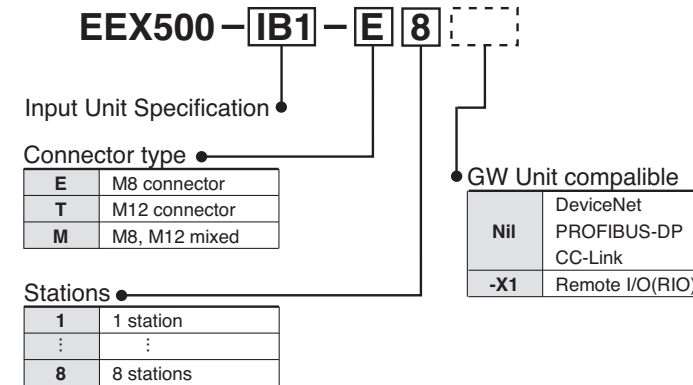 EEX500-IB1-E8
Input Unit Specification
Connector type
E M8 connector
T M12 connector
M M8, M12 mixed
Stations
1 1 station
⋮ ⋮
8 8 stations
GW Unit compalible
Nil DeviceNet
PROFIBUS-DP
CC-Link
-X1 Remote I/O(RIO)